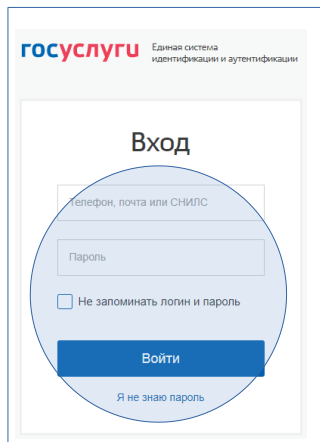 госуслуги
Единая система
идентификации и аутентификации
Вход
Телефон, почта или СНИЛС
Пароль
Не запоминать логин и пароль
Войти
Я не знаю пароль